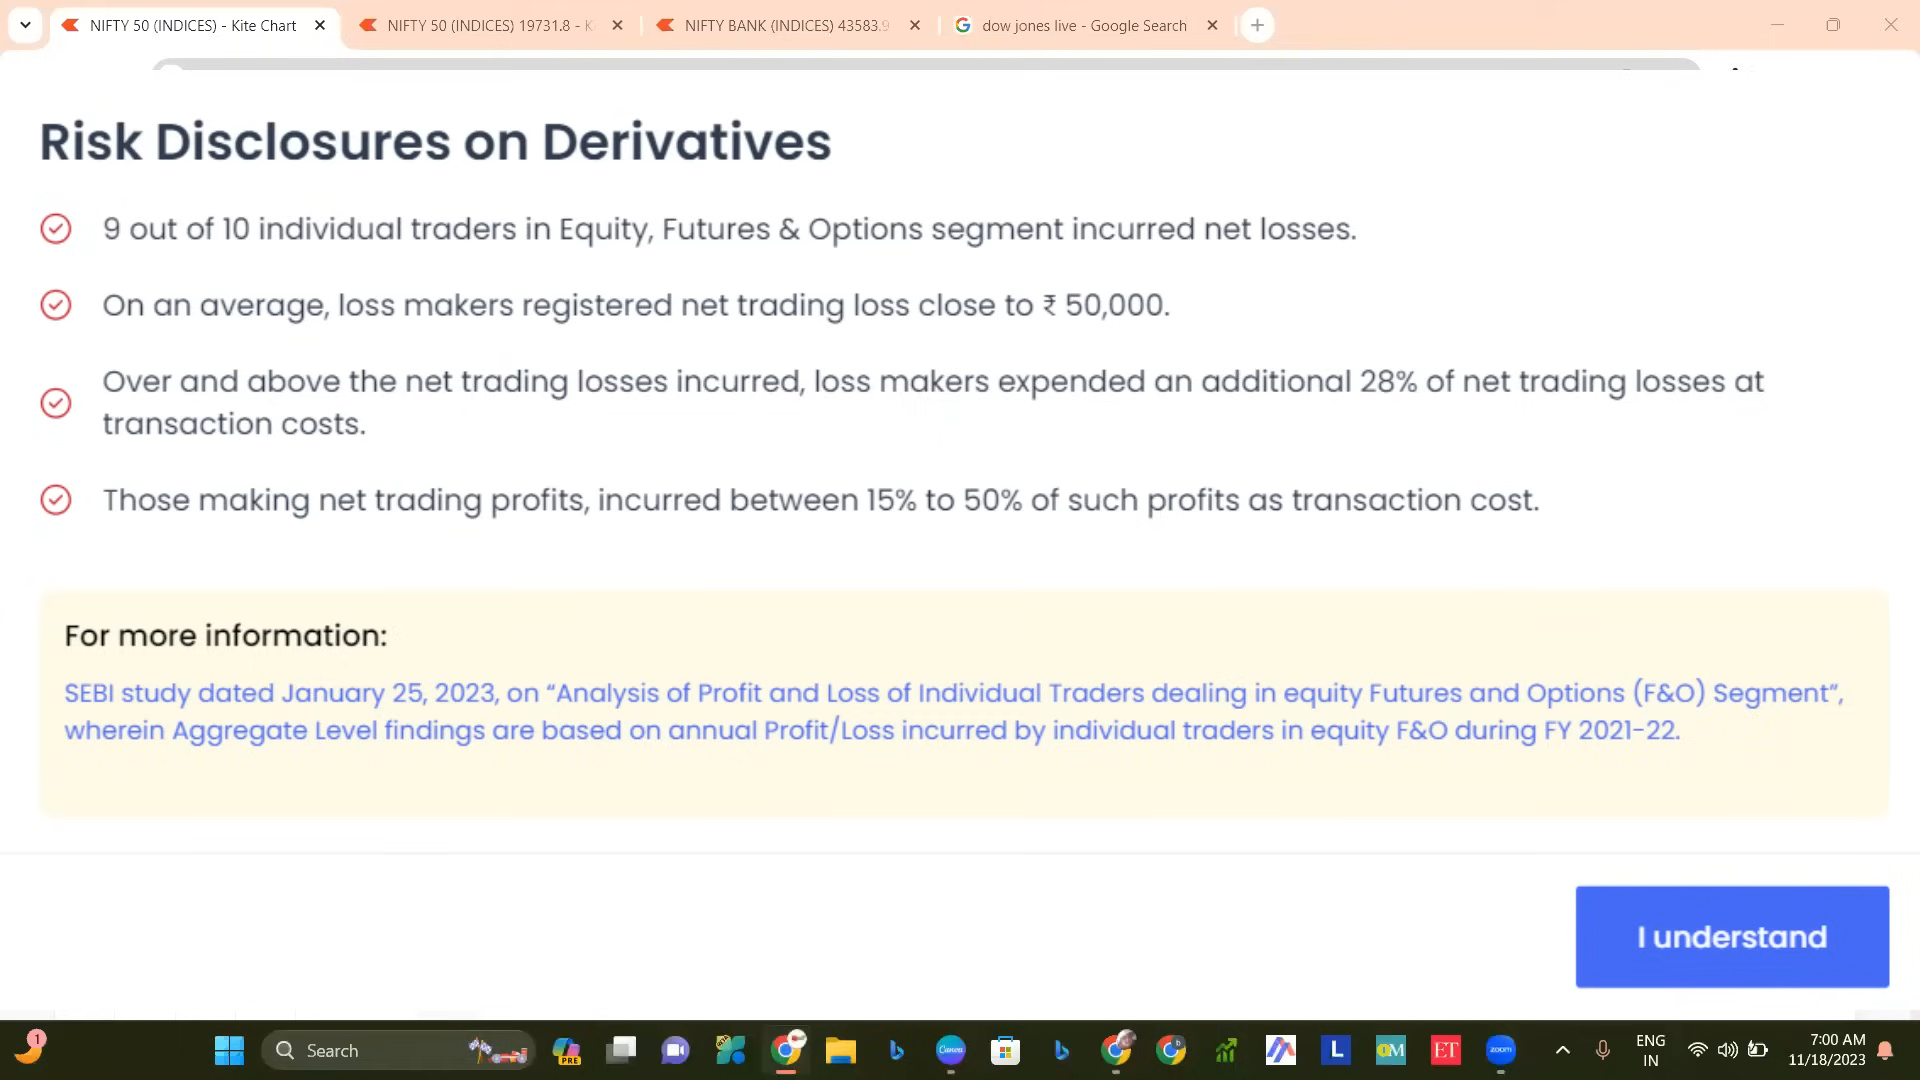 NIFTY 50 (INDICES) - Kite Chart
NIFTY 50 (INDICES) 19731.8 - K
NIFTY BANK (INDICES) 43583.9
dow jones live - Google Search
Risk Disclosures on Derivatives
9 out of 10 individual traders in Equity, Futures & Options segment incurred net losses.
On an average, loss makers registered net trading loss close to ₹ 50,000.
Over and above the net trading losses incurred, loss makers expended an additional 28% of net trading losses at
transaction costs.
Those making net trading profits, incurred between 15% to 50% of such profits as transaction cost.
For more information:
SEBI study dated January 25, 2023, on “Analysis of Profit and Loss of Individual Traders dealing in equity Futures and Options (F&O) Segment”,
wherein Aggregate Level findings are based on annual Profit/Loss incurred by individual traders in equity F&O during FY 2021-22.
I understand
1
Search
PRE
Canva
L
ET
zoom
ENG
IN
7:00 AM
11/18/2023